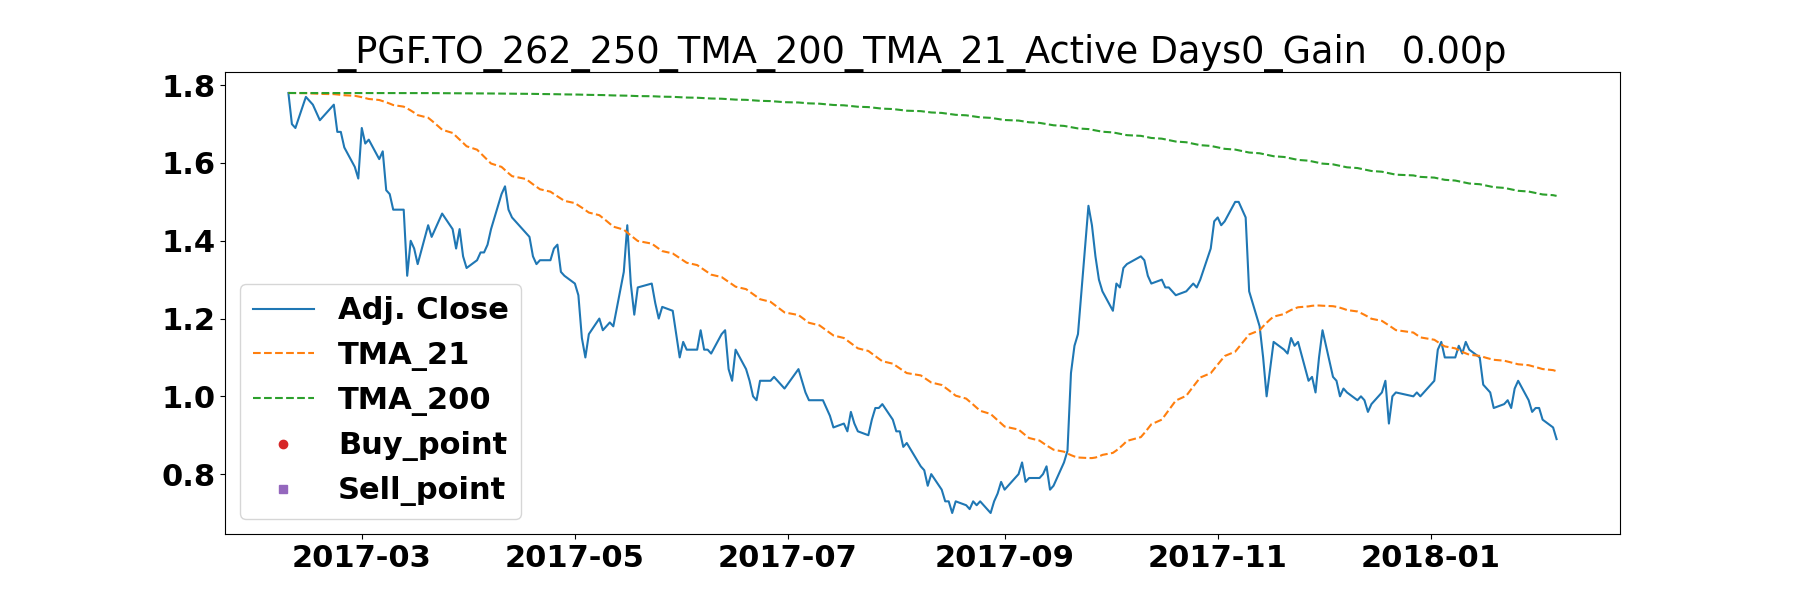 _PGF.TO_262_250_TMA_200_TMA_21_Active Days0_Gain   0.00p
1.8
1.6
1.4
1.2
1.0
0.8
Adj. Close
TMA_21
TMA_200
Buy_point
Sell_point
2017-03 2017-05 2017-07 2017-09 2017-11 2018-01